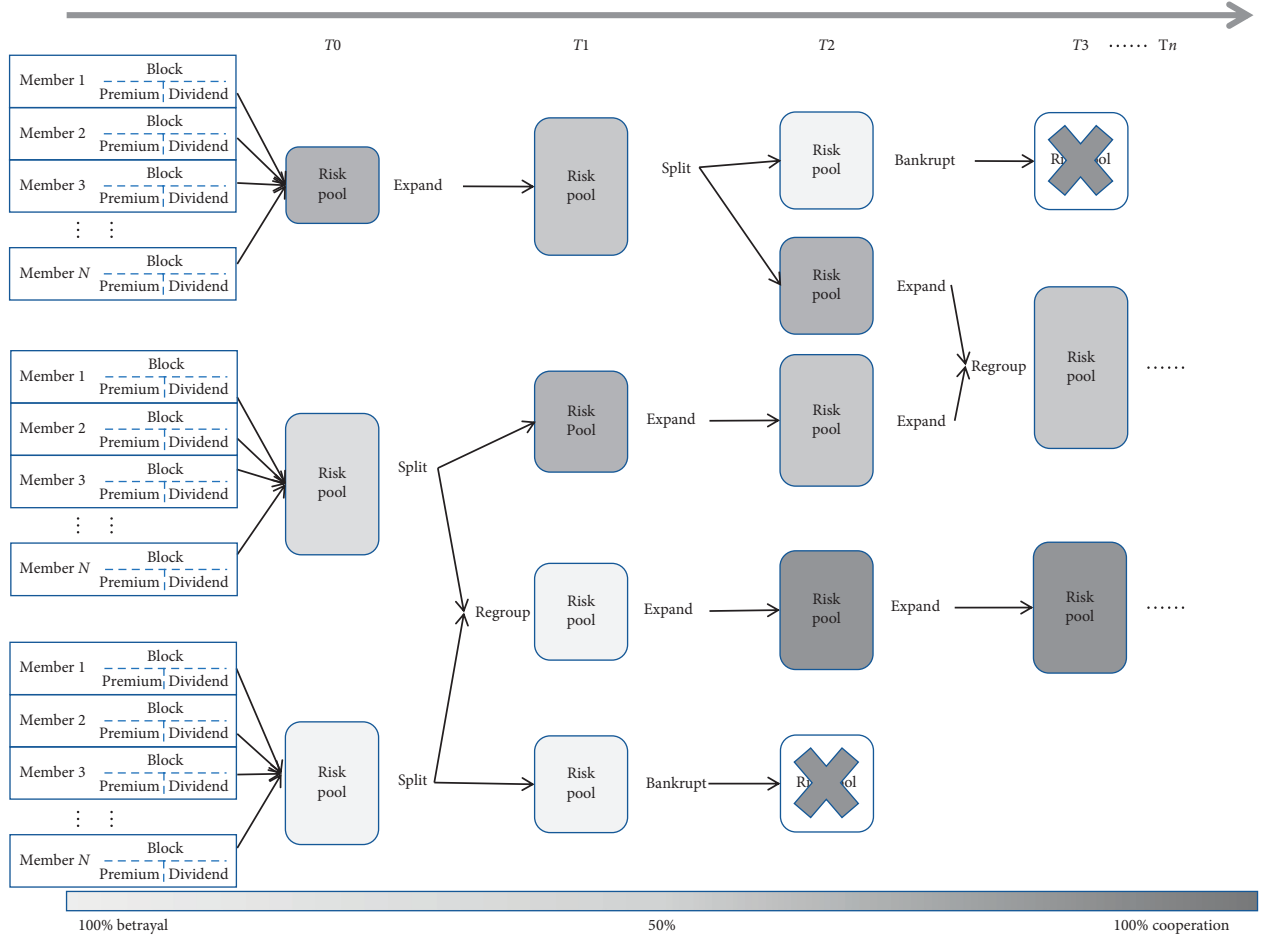 T0 T1 T2 T3 ······ Tn
Member 1
Block
Premium Dividend
Member 2
Block
Premium Dividend
Member 3
Block
Premium Dividend
⋮ ⋮
Member N
Block
Premium Dividend
Risk
pool
Expand
Risk
pool
Split
Risk
pool
Bankrupt
Risk
pool
Expand
Member 1
Block
Premium Dividend
Member 2
Block
Premium Dividend
Member 3
Block
Premium Dividend
⋮ ⋮
Member N
Block
Premium Dividend
Risk
pool
Split
Risk
Pool
Expand
Risk
pool
Expand
Regroup
Risk
pool
······
Regroup
Risk
pool
Expand
Risk
pool
Expand
Risk
pool
······
Member 1
Block
Premium Dividend
Member 2
Block
Premium Dividend
Member 3
Block
Premium Dividend
⋮ ⋮
Member N
Block
Premium Dividend
Risk
pool
Split
Risk
pool
Bankrupt
100% betrayal
50%
100% cooperation